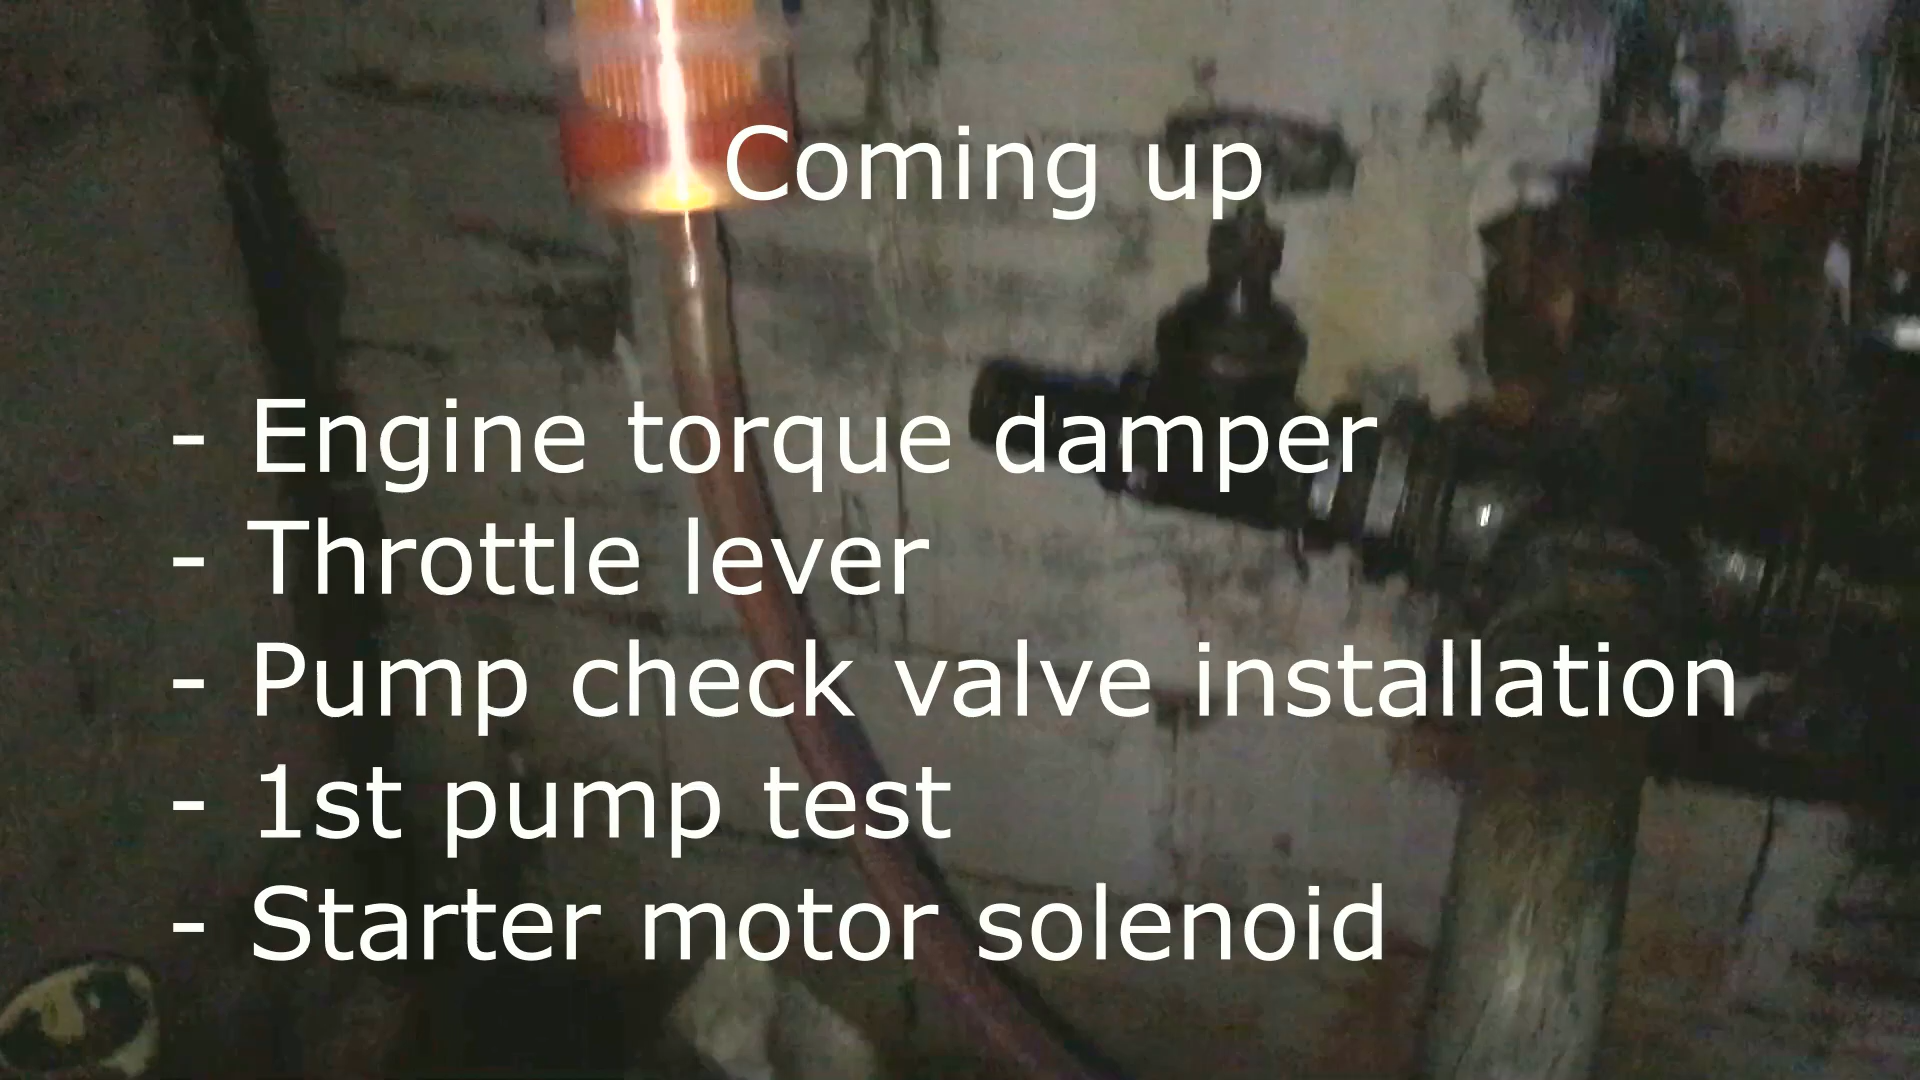 Coming up
- Engine torque damper
- Throttle lever
- Pump check valve installation
- 1st pump test
- Starter motor solenoid